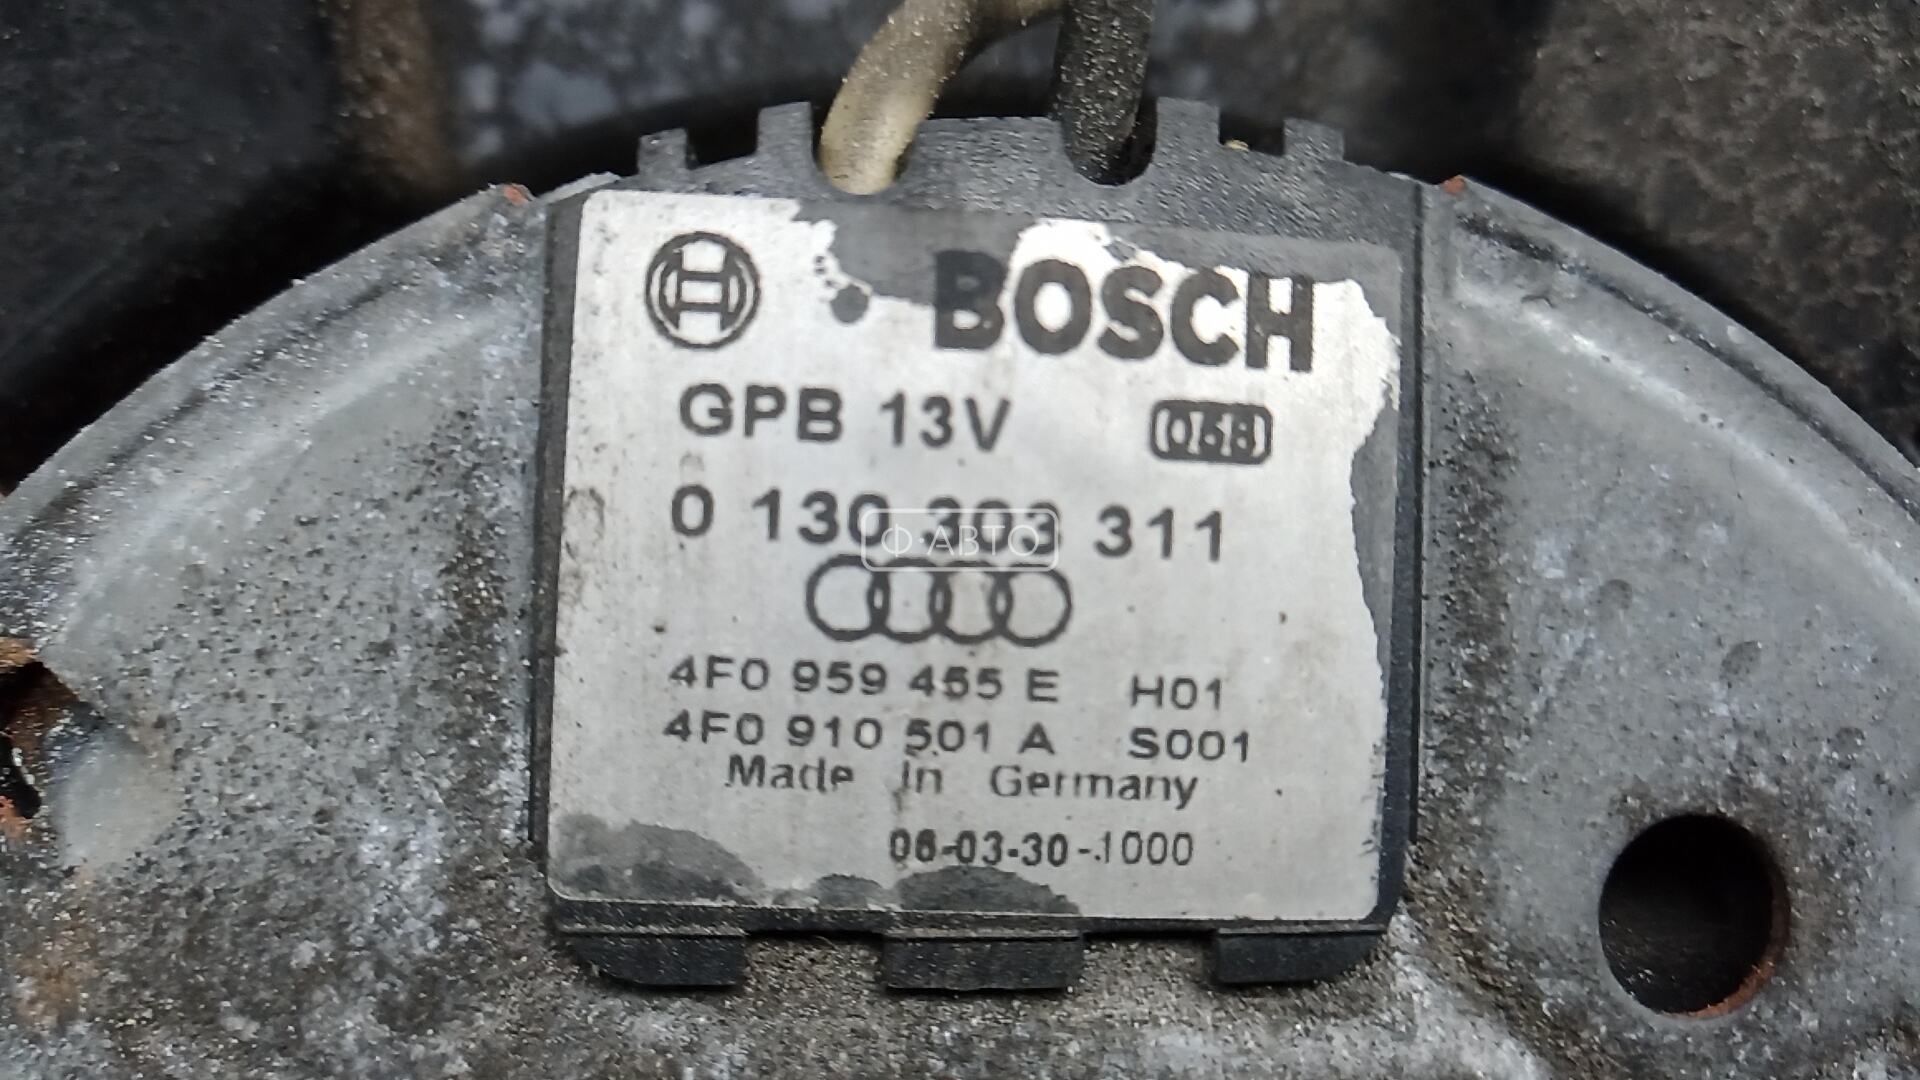 BOSCH
GPB 13V 068
0 130 303 311
Ф·АВТО
4F0 959 455 E H01
4F0 910 501 A S001
Made in Germany
06-03-30-1000